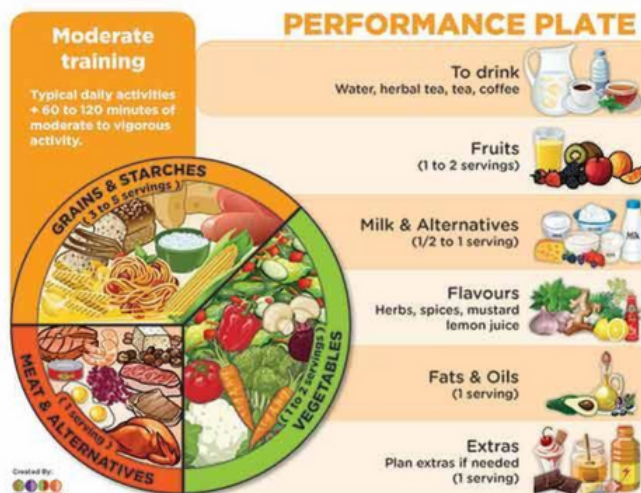 PERFORMANCE PLATE
Moderate
training
Typical daily activities
+ 60 to 120 minutes of
moderate to vigorous
activity.
GRAINS & STARCHES
( 3 to 5 servings )
VEGETABLES
( 1 to 2 servings )
MEAT & ALTERNATIVES
( 1 serving )
To drink
Water, herbal tea, tea, coffee
Fruits
(1 to 2 servings)
Milk & Alternatives
(1/2 to 1 serving)
Flavours
Herbs, spices, mustard
lemon juice
Fats & Oils
(1 serving)
Extras
Plan extras if needed
(1 serving)
Created By: